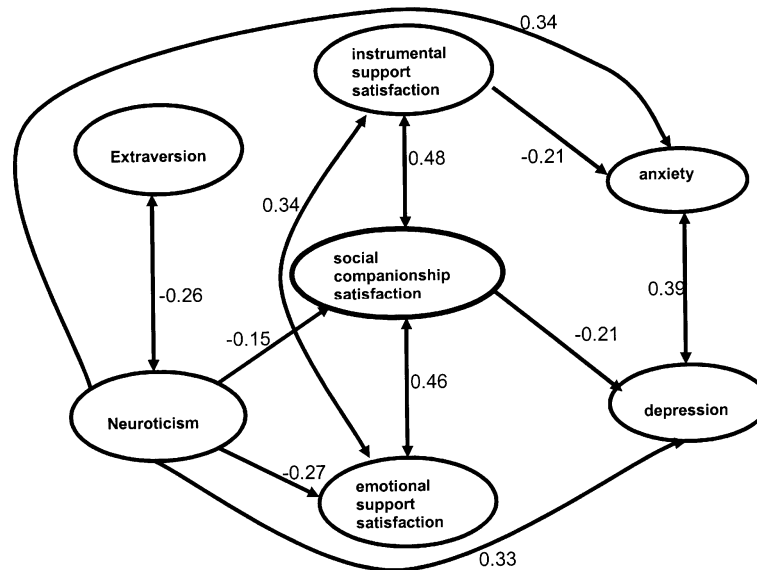 0.34
instrumental
support
satisfaction
Extraversion
-0.21
0.48
anxiety
0.34
social
companionship
satisfaction
-0.26
0.39
-0.15
-0.21
0.46
Neuroticism
depression
-0.27
emotional
support
satisfaction
0.33